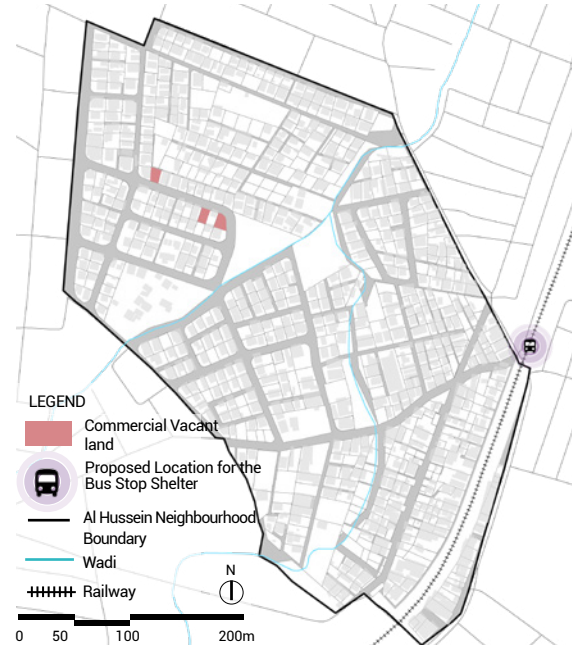 LEGEND
Commercial Vacant
land
Proposed Location for the
Bus Stop Shelter
Al Hussein Neighbourhood
Boundary
Wadi
Railway
N
0 50 100 200m